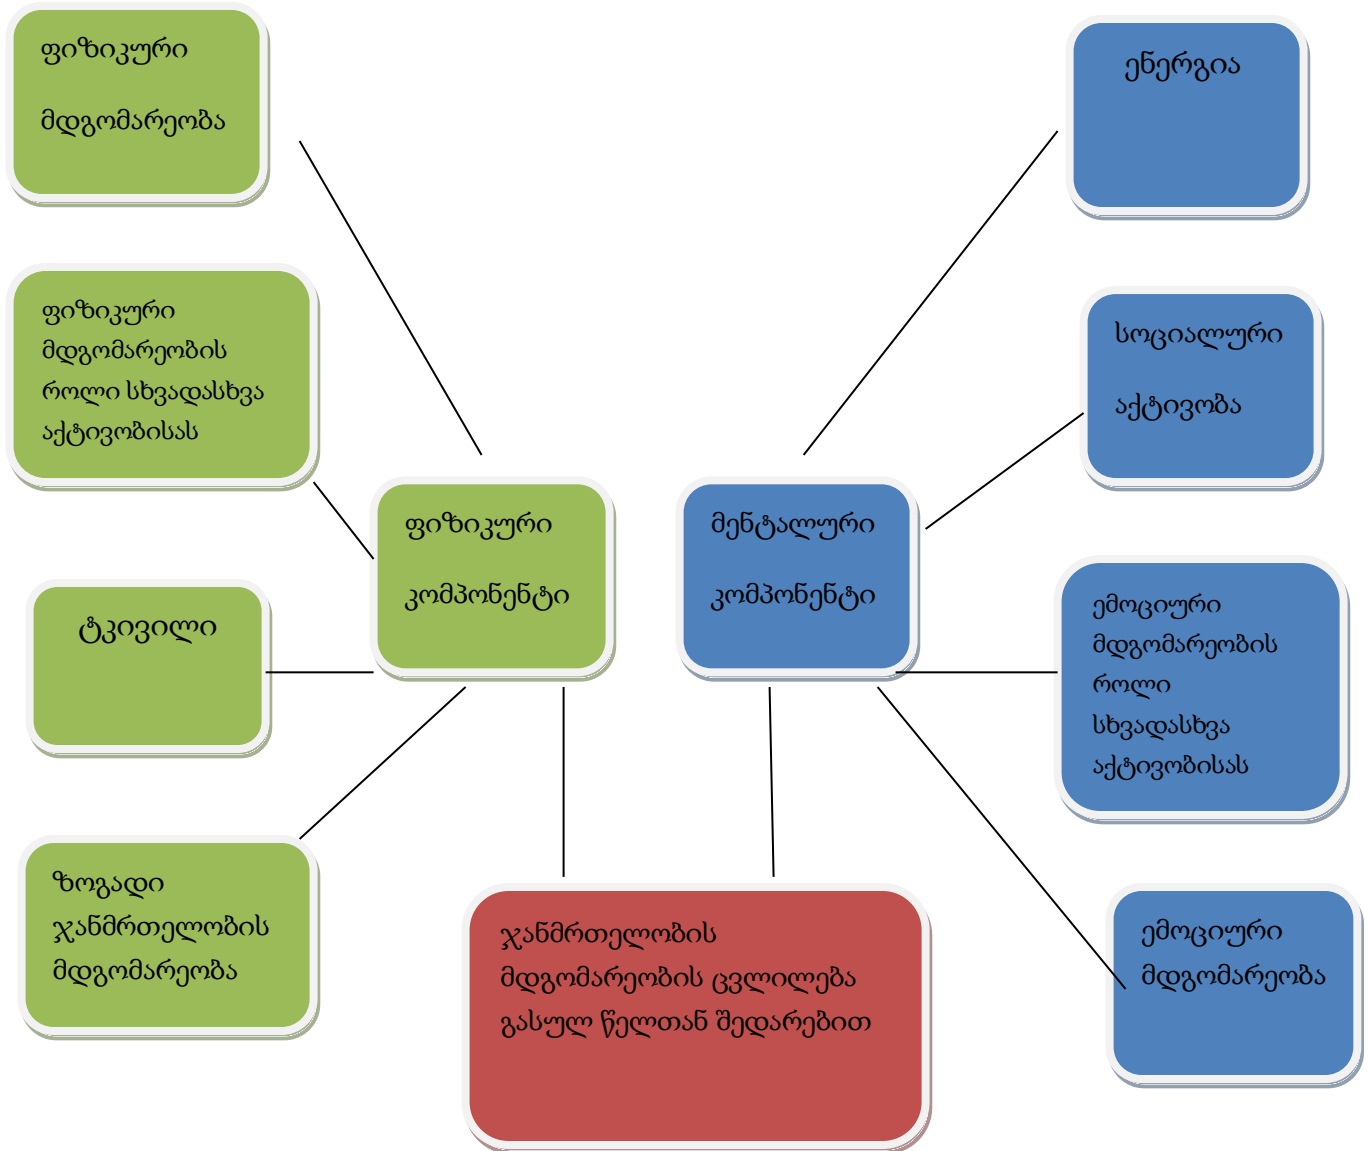 ფიზიკური
მდგომარეობა
ენერგია
ფიზიკური
მდგომარეობის
როლი სხვადასხვა
აქტივობისას
სოციალური
აქტივობა
ფიზიკური
კომპონენტი
მენტალური
კომპონენტი
ტკივილი
ემოციური
მდგომარეობის
როლი
სხვადასხვა
აქტივობისას
ზოგადი
ჯანმრთელობის
მდგომარეობა
ჯანმრთელობის
მდგომარეობის ცვლილება
გასულ წელთან შედარებით
ემოციური
მდგომარეობა